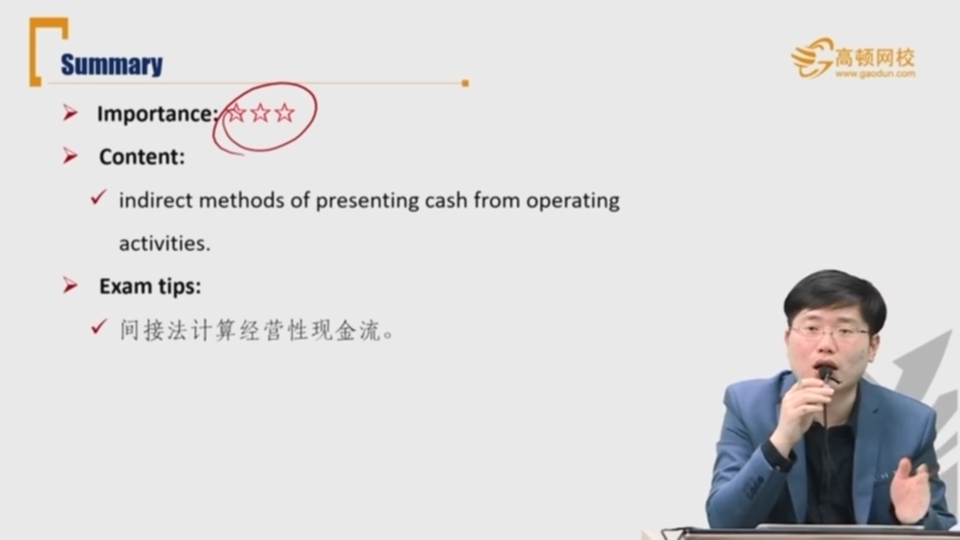 Summary
高顿网校
www.gaodun.com
Importance: ☆☆☆
Content:
indirect methods of presenting cash from operating
activities.
Exam tips:
间接法计算经营性现金流。